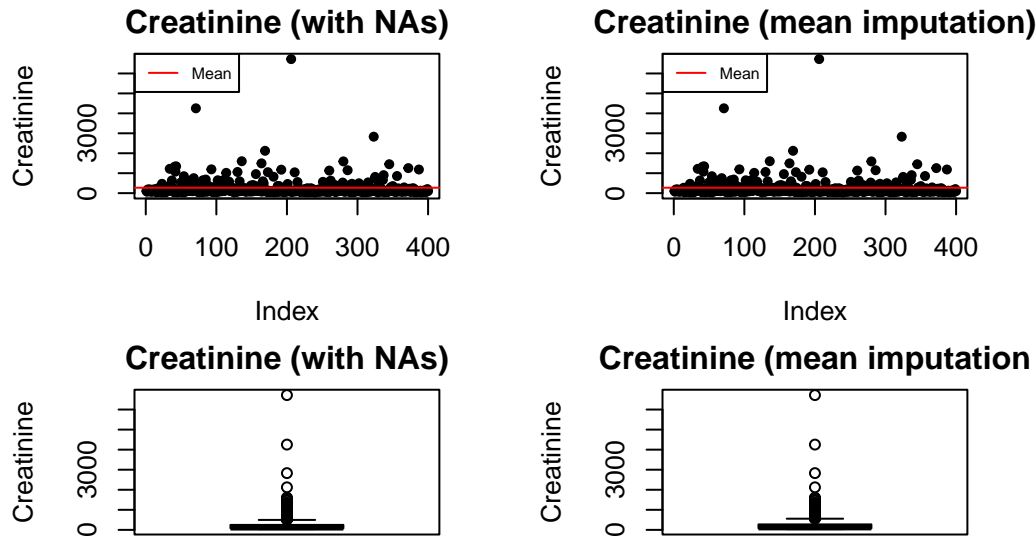 Creatinine (with NAs)
Creatinine
3000
0
Mean
0 100 200 300 400
Index
Creatinine (mean imputation)
Creatinine
3000
0
Mean
0 100 200 300 400
Index
Creatinine (with NAs)
Creatinine
3000
0
Creatinine (mean imputation
Creatinine
3000
0